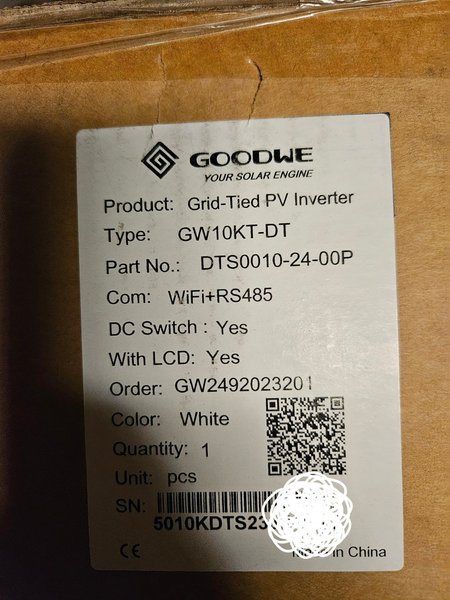 GOODWE
YOUR SOLAR ENGINE
Product: Grid-Tied PV Inverter
Type: GW10KT-DT
Part No.: DTS0010-24-00P
Com: WiFi+RS485
DC Switch : Yes
With LCD: Yes
Order: GW2492023201
Color: White
Quantity: 1
Unit: pcs
SN:
5010KDTS23
CE
Made in China